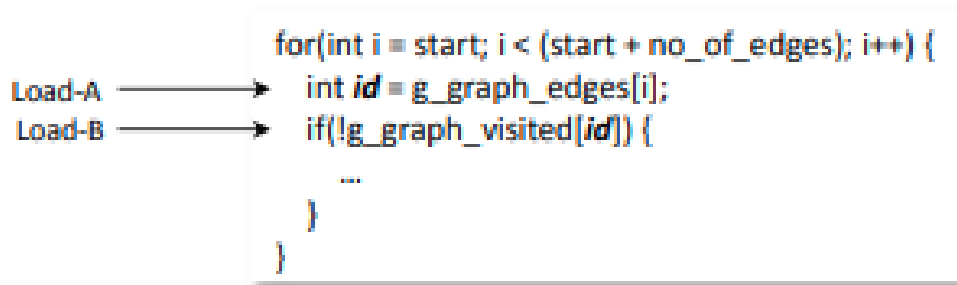 for(int i = start; i < (start + no_of_edges); i++) {
Load-A int id = g_graph_edges[i];
Load-B if(!g_graph_visited[id]) {
...
}
}